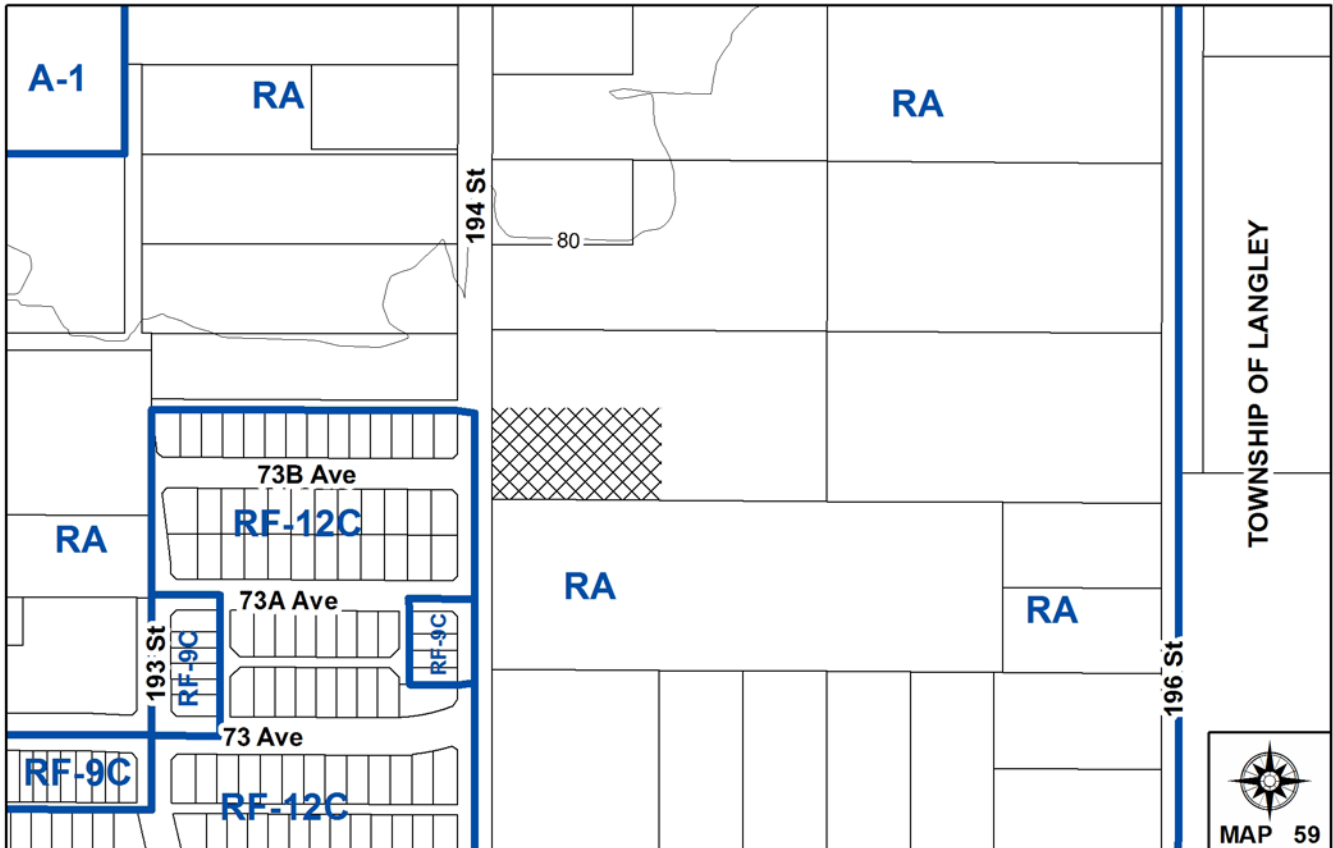 A-1
RA
RA
194 St
80
TOWNSHIP OF LANGLEY
73B Ave
RF-12C
RA
RA
73A Ave
RA
193 St
RF-9C
RF-9C
196 St
73 Ave
RF-9C
RF-12C
MAP 59